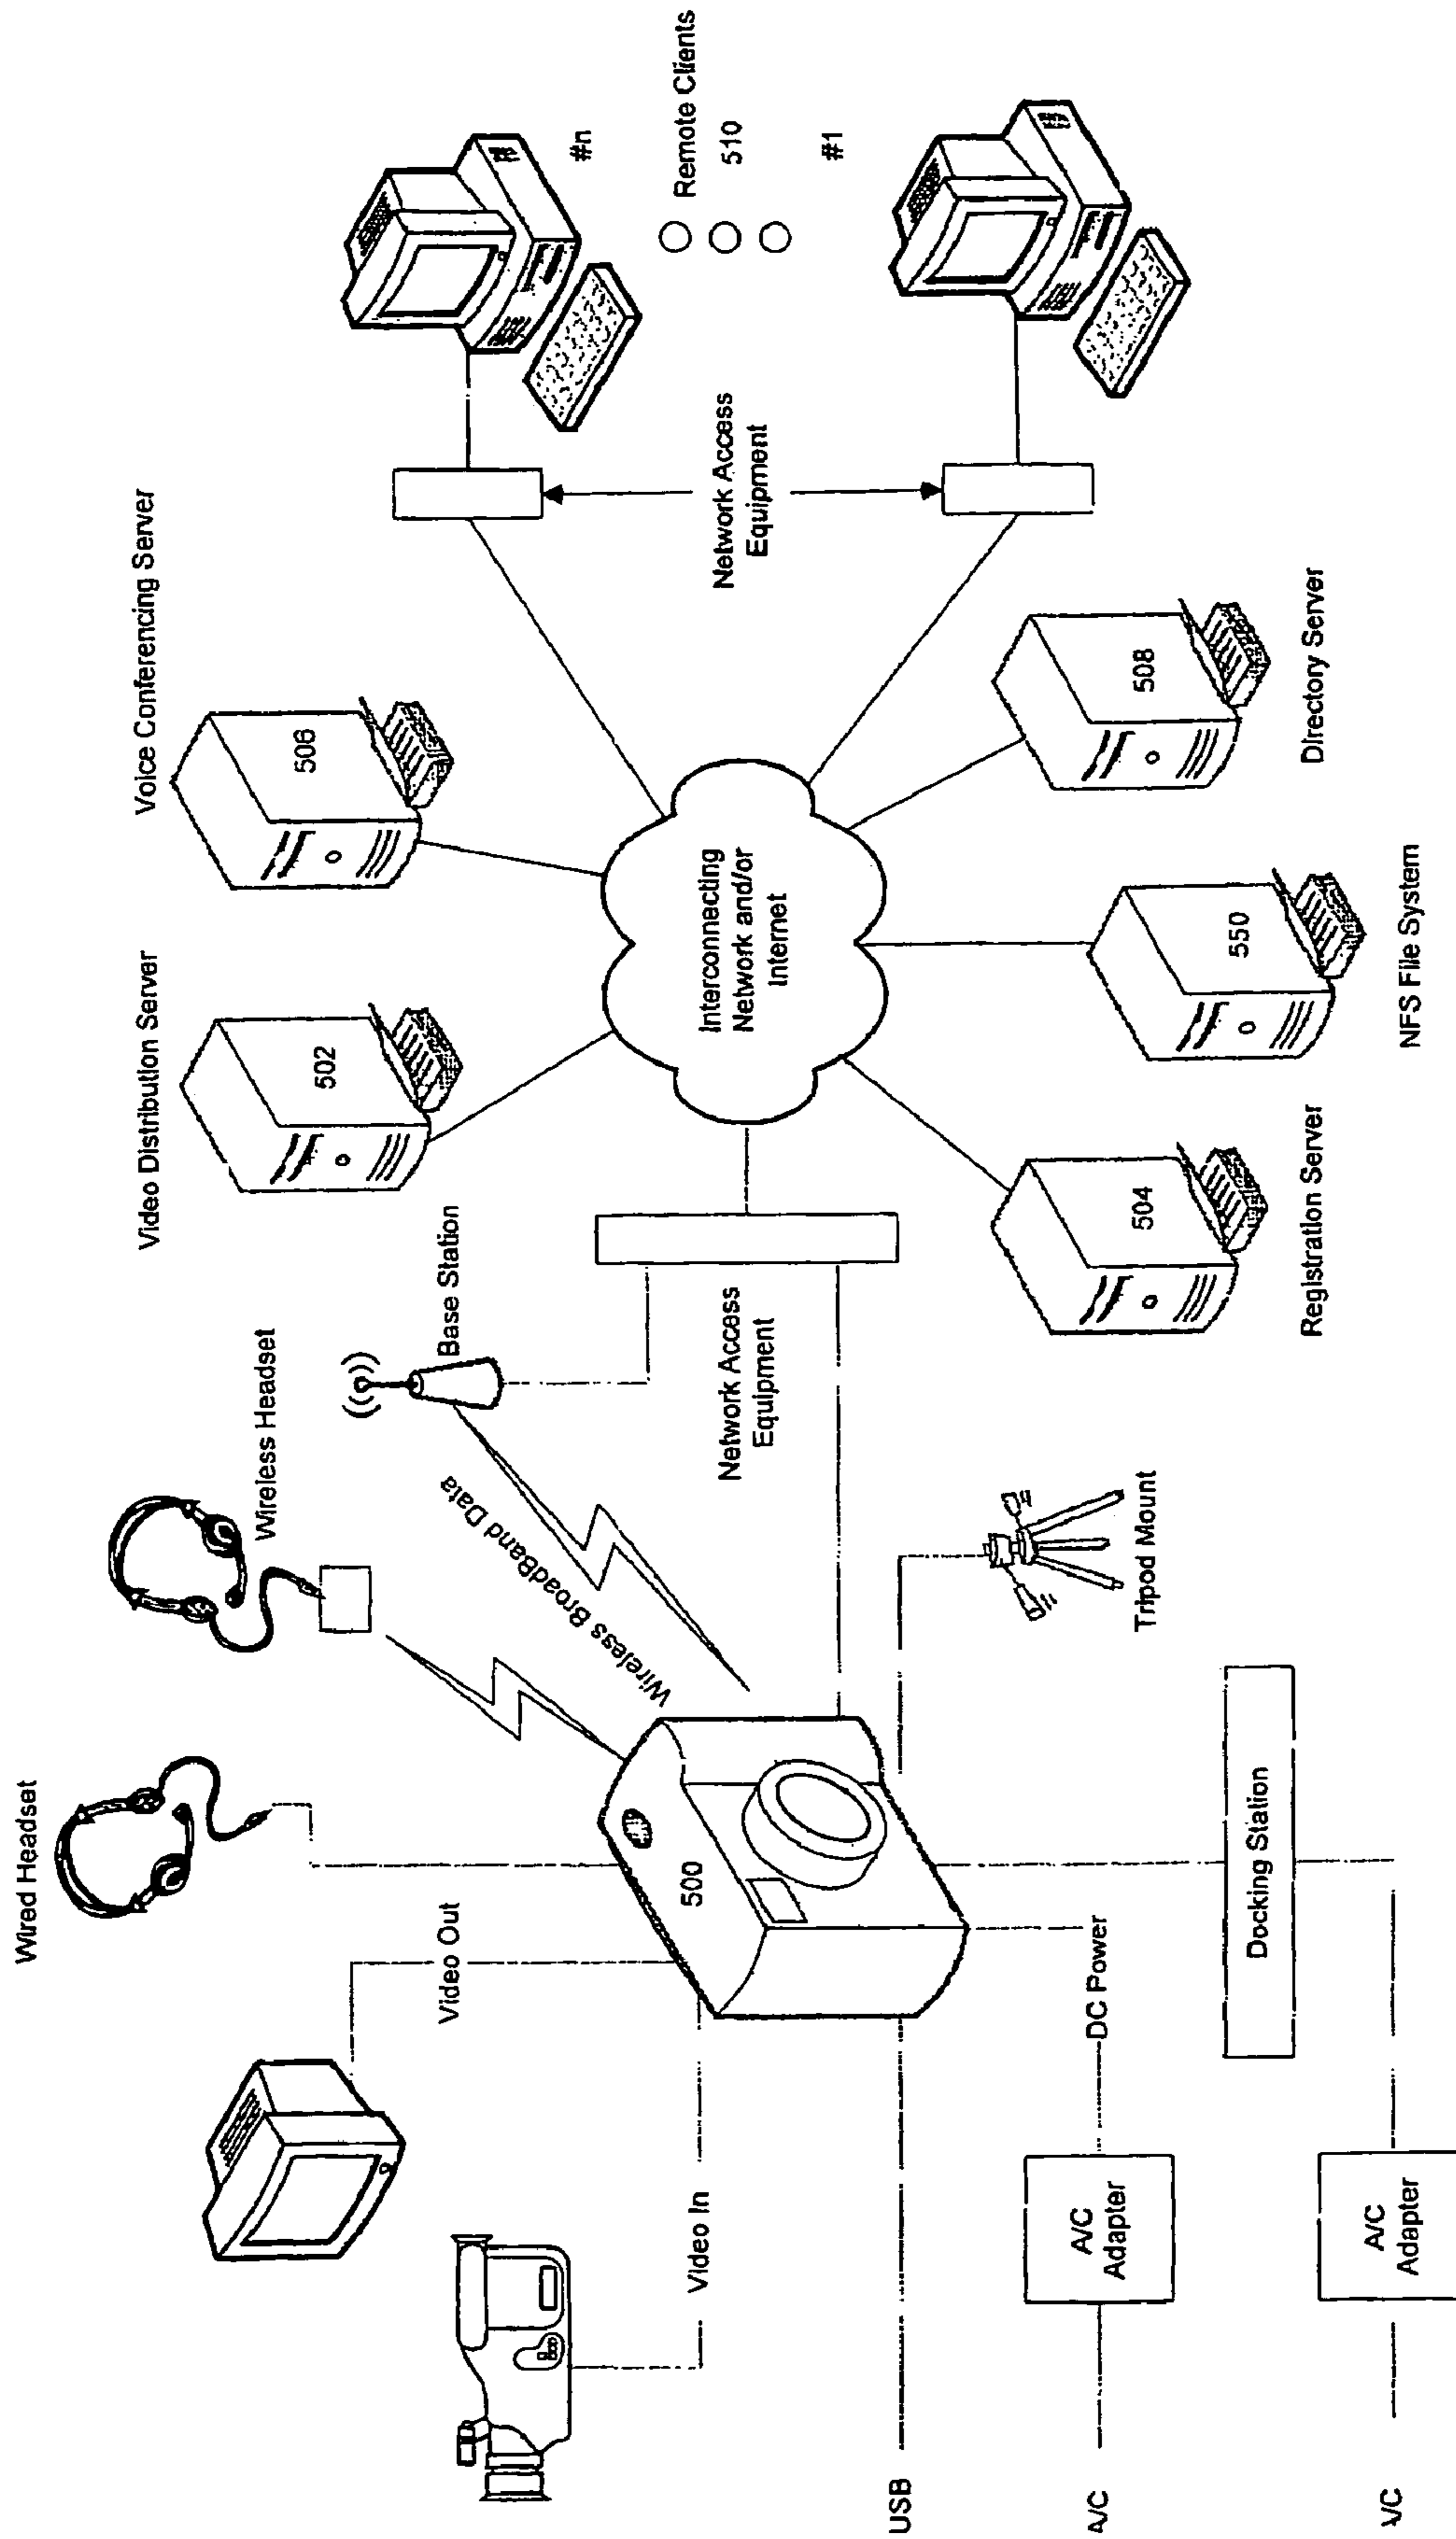 Wired Headset
Wireless Headset
Video Distribution Server
Voice Conferencing Server
502
506
Video Out
Base Station
Wireless BroadBand Data
Video In
500
Network Access
Equipment
Interconnecting
Network and/or
Internet
Network Access
Equipment
#n
Remote Clients
510
#1
USB
DC Power
A/C
A/C
Adapter
Tripod Mount
504
550
508
Docking Station
Registration Server
NFS File System
Directory Server
A/C
A/C
Adapter